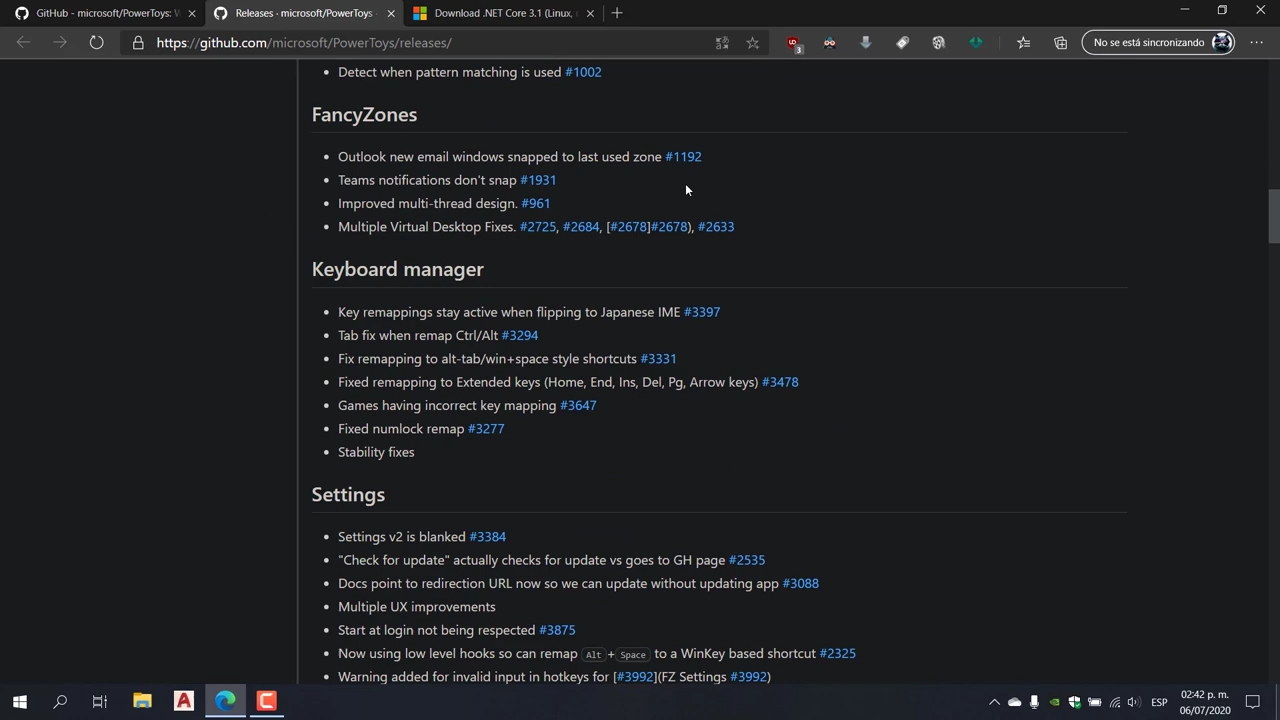 GitHub - microsoft/PowerToys: W
Releases · microsoft/PowerToys ·
Download .NET Core 3.1 (Linux,
https://github.com/microsoft/PowerToys/releases/
3
No se está sincronizando
Detect when pattern matching is used #1002
FancyZones
Outlook new email windows snapped to last used zone #1192
Teams notifications don't snap #1931
Improved multi-thread design. #961
Multiple Virtual Desktop Fixes. #2725, #2684, [#2678]#2678), #2633
Keyboard manager
Key remappings stay active when flipping to Japanese IME #3397
Tab fix when remap Ctrl/Alt #3294
Fix remapping to alt-tab/win+space style shortcuts #3331
Fixed remapping to Extended keys (Home, End, Ins, Del, Pg, Arrow keys) #3478
Games having incorrect key mapping #3647
Fixed numlock remap #3277
Stability fixes
Settings
Settings v2 is blanked #3384
"Check for update" actually checks for update vs goes to GH page #2535
Docs point to redirection URL now so we can update without updating app #3088
Multiple UX improvements
Start at login not being respected #3875
Now using low level hooks so can remap Alt + Space to a WinKey based shortcut #2325
Warning added for invalid input in hotkeys for [#3992](FZ Settings #3992)
ESP
02:42 p. m.
06/07/2020